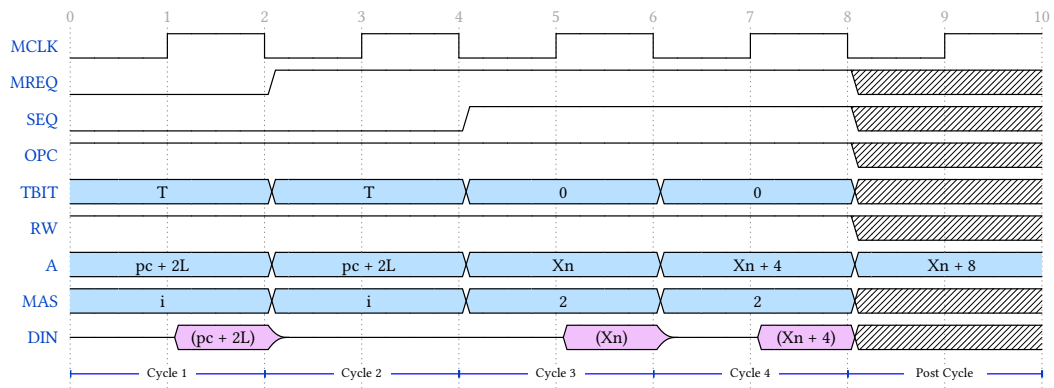 0 1 2 3 4 5 6 7 8 9 10
MCLK
MREQ
SEQ
OPC
TBIT T T 0 0
RW
A pc + 2L pc + 2L Xn Xn + 4 Xn + 8
MAS i i 2 2
DIN (pc + 2L) (Xn) (Xn + 4)
Cycle 1 Cycle 2 Cycle 3 Cycle 4 Post Cycle